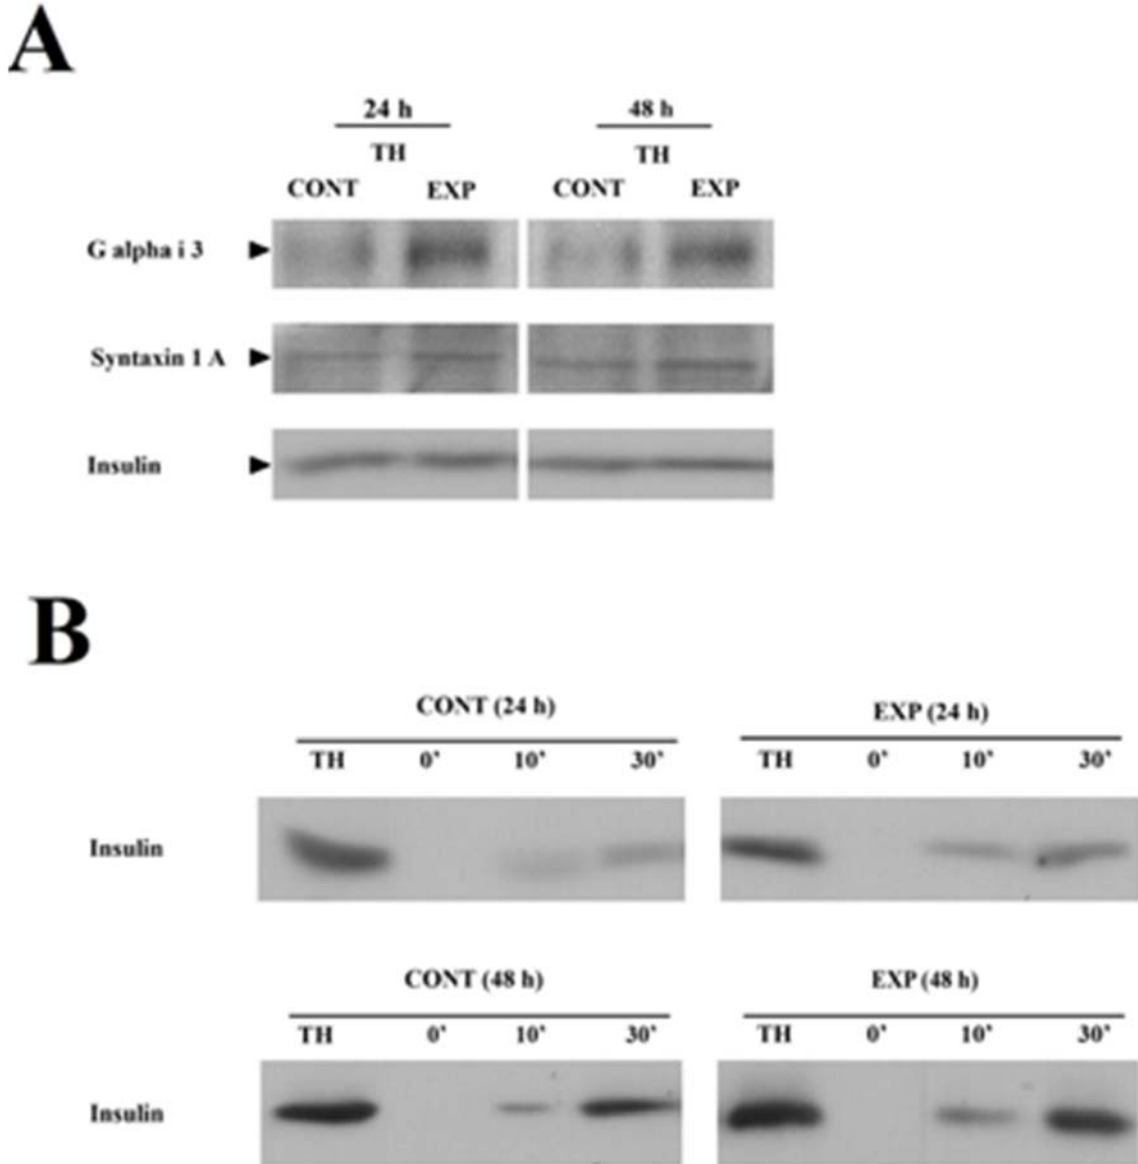 A
24 h 48 h
TH TH
CONT EXP CONT EXP
G alpha i 3
Syntaxin 1 A
Insulin
B
CONT (24 h) EXP (24 h)
TH 0‘ 10‘ 30‘ TH 0‘ 10‘ 30‘
Insulin
CONT (48 h) EXP (48 h)
TH 0‘ 10‘ 30‘ TH 0‘ 10‘ 30‘
Insulin